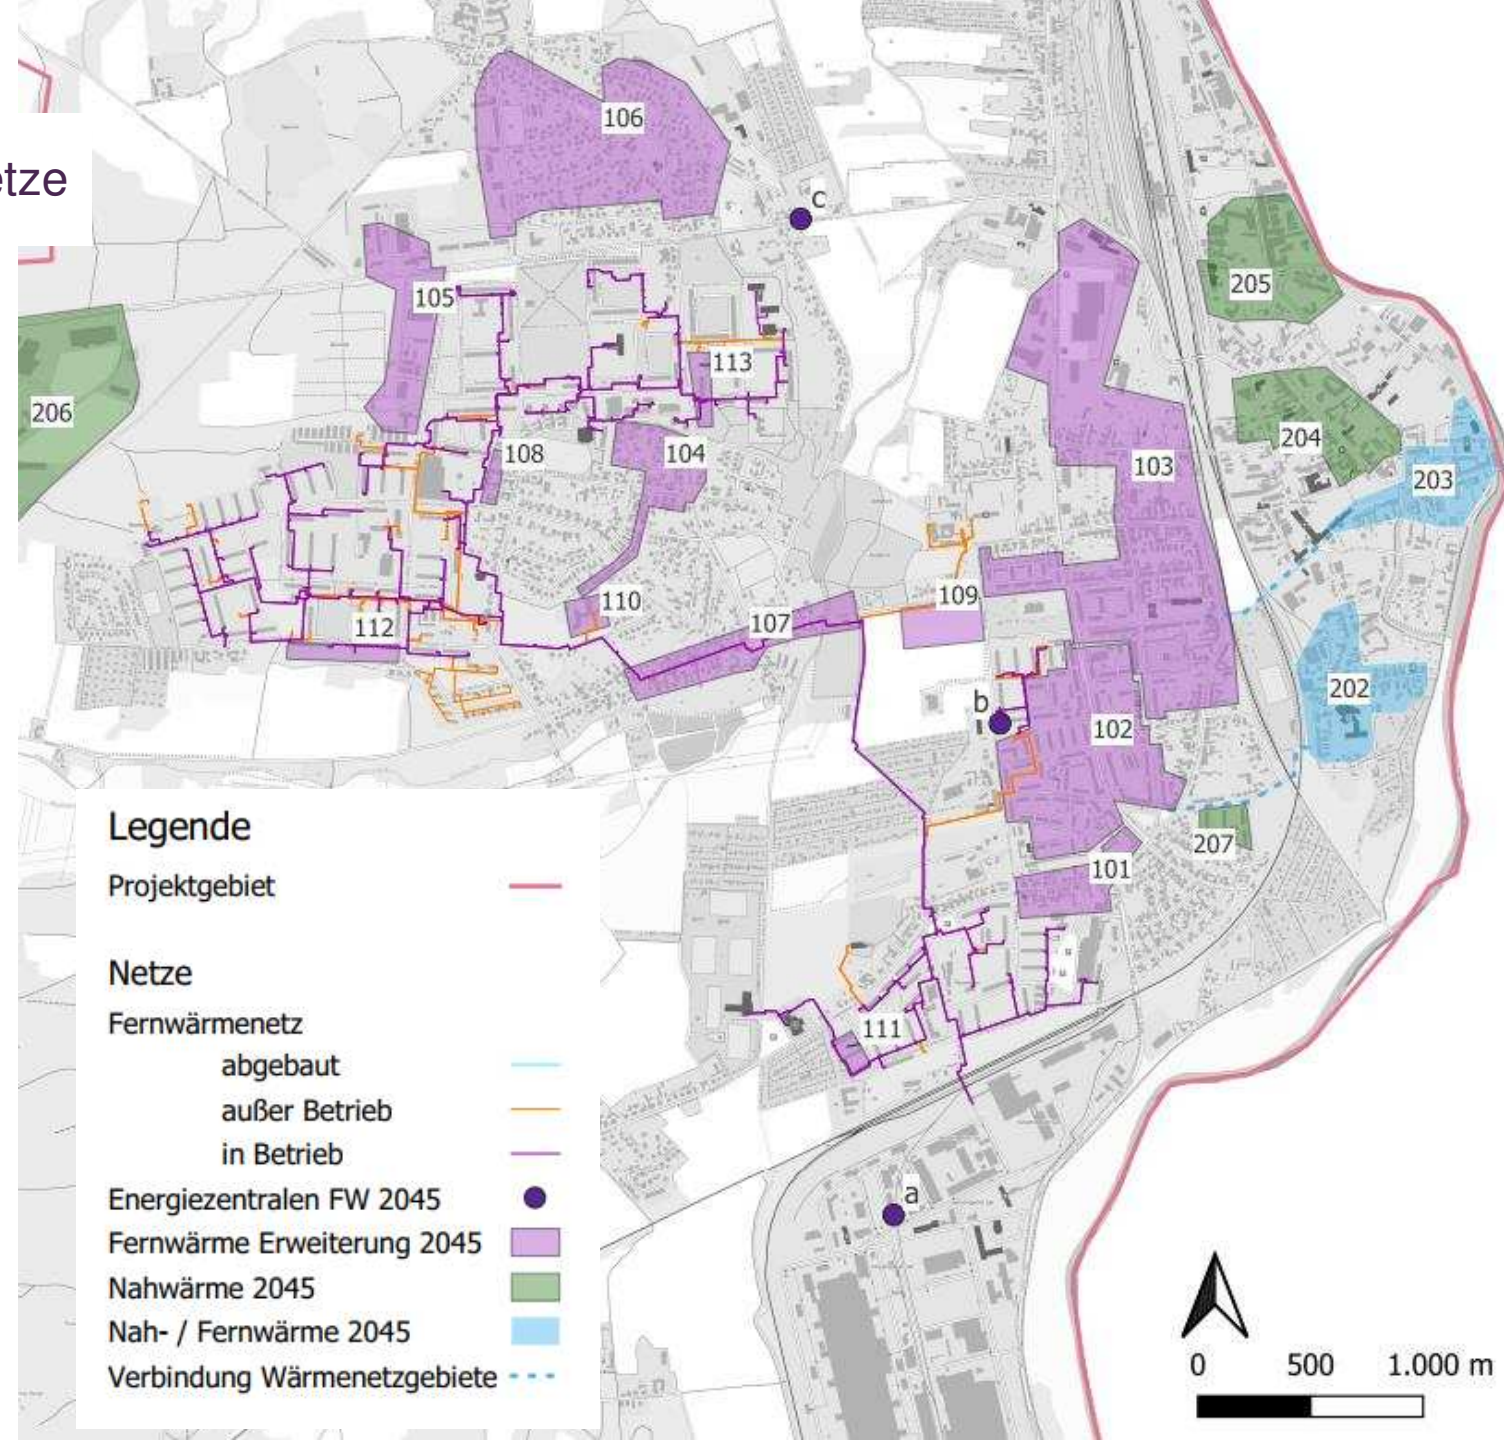 etze
106
c
105
205
113
206
108
104
204
103
203
110
109
112
107
202
b
102
207
101
111
a
Legende
Projektgebiet
Netze
Fernwärmenetz
abgebaut
außer Betrieb
in Betrieb
Energiezentralen FW 2045
Fernwärme Erweiterung 2045
Nahwärme 2045
Nah- / Fernwärme 2045
Verbindung Wärmenetzgebiete
0 500 1.000 m